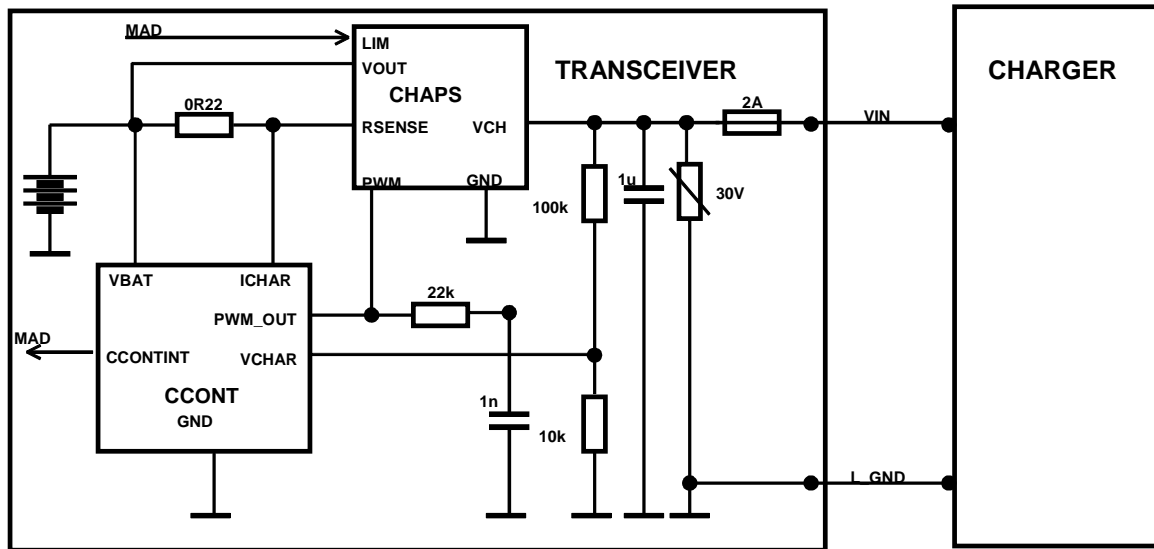 MAD
LIM
VOUT
TRANSCEIVER
CHARGER
CHAPS
0R22
2A
VIN
RSENSE
VCH
PWM
GND
1u
30V
100k
VBAT
ICHAR
22k
PWM_OUT
MAD
CCONTINT
VCHAR
CCONT
1n
GND
10k
L_GND